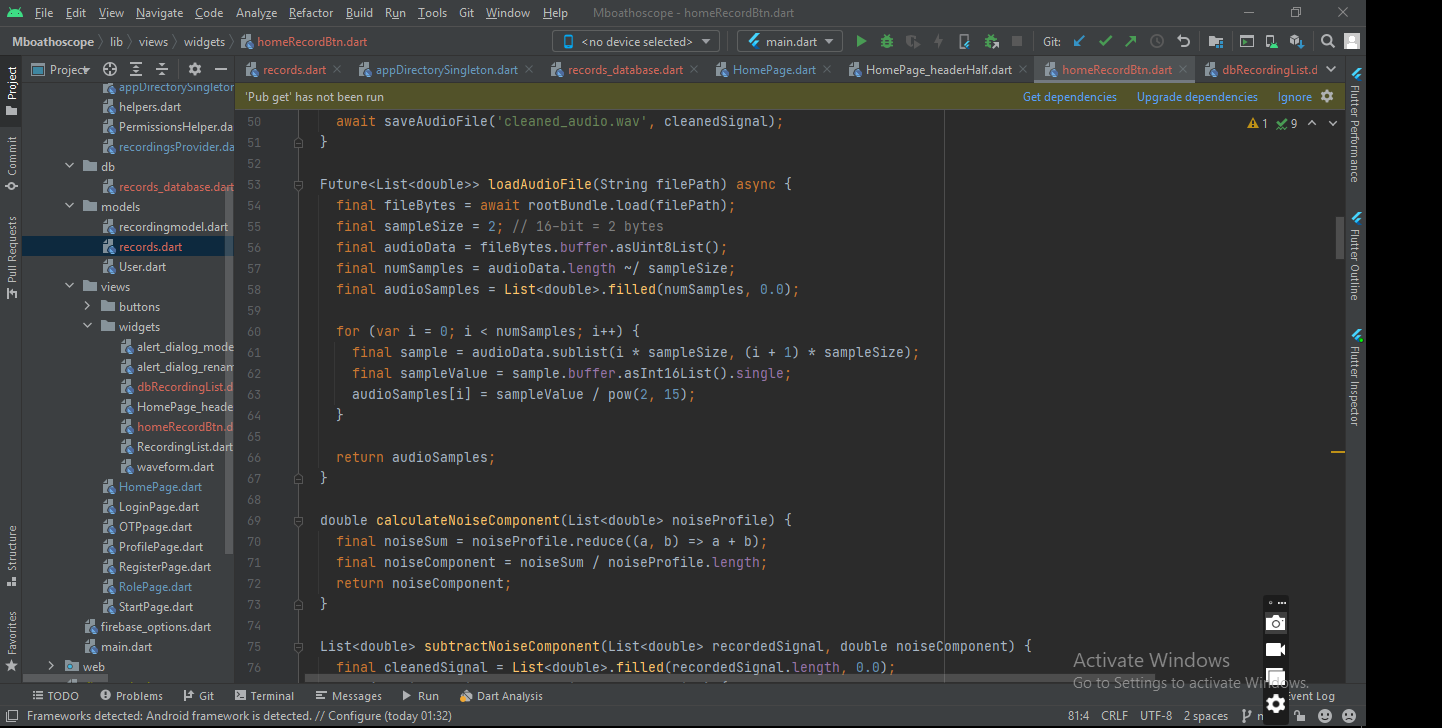 File Edit View Navigate Code Analyze Refactor Build Run Tools Git Window Help Mboathoscope - homeRecordBtn.dart
Mboathoscope lib views widgets homeRecordBtn.dart <no device selected> main.dart Git:
Project records.dart appDirectorySingleton.dart records_database.dart HomePage.dart HomePage_headerHalf.dart homeRecordBtn.dart dbRecordingList.d
'Pub get' has not been run Get dependencies Upgrade dependencies Ignore
Project
Commit
Pull Requests
Structure
Favorites
appDirectorySingleton
helpers.dart
PermissionsHelper.da
recordingsProvider.da
db
records_database.dart
models
recordingmodel.dart
records.dart
User.dart
views
buttons
widgets
alert_dialog_mode
alert_dialog_renam
dbRecordingList.d
HomePage_heade
homeRecordBtn.d
RecordingList.dart
waveform.dart
HomePage.dart
LoginPage.dart
OTPpage.dart
ProfilePage.dart
RegisterPage.dart
RolePage.dart
StartPage.dart
firebase_options.dart
main.dart
web
1 9
50 await saveAudioFile('cleaned_audio.wav', cleanedSignal);
51 }
52
53 Future<List<double>> loadAudioFile(String filePath) async {
54 final fileBytes = await rootBundle.load(filePath);
55 final sampleSize = 2; // 16-bit = 2 bytes
56 final audioData = fileBytes.buffer.asUint8List();
57 final numSamples = audioData.length ~/ sampleSize;
58 final audioSamples = List<double>.filled(numSamples, 0.0);
59
60 for (var i = 0; i < numSamples; i++) {
61 final sample = audioData.sublist(i * sampleSize, (i + 1) * sampleSize);
62 final sampleValue = sample.buffer.asInt16List().single;
63 audioSamples[i] = sampleValue / pow(2, 15);
64 }
65
66 return audioSamples;
67 }
68
69 double calculateNoiseComponent(List<double> noiseProfile) {
70 final noiseSum = noiseProfile.reduce((a, b) => a + b);
71 final noiseComponent = noiseSum / noiseProfile.length;
72 return noiseComponent;
73 }
74
75 List<double> subtractNoiseComponent(List<double> recordedSignal, double noiseComponent) {
76 final cleanedSignal = List<double>.filled(recordedSignal.length, 0.0);
Flutter Performance
Flutter Outline
Flutter Inspector
Activate Windows
Go to Settings to activate Windows.
TODO Problems Git Terminal Messages Run Dart Analysis Event Log
Frameworks detected: Android framework is detected. // Configure (today 01:32) 81:4 CRLF UTF-8 2 spaces